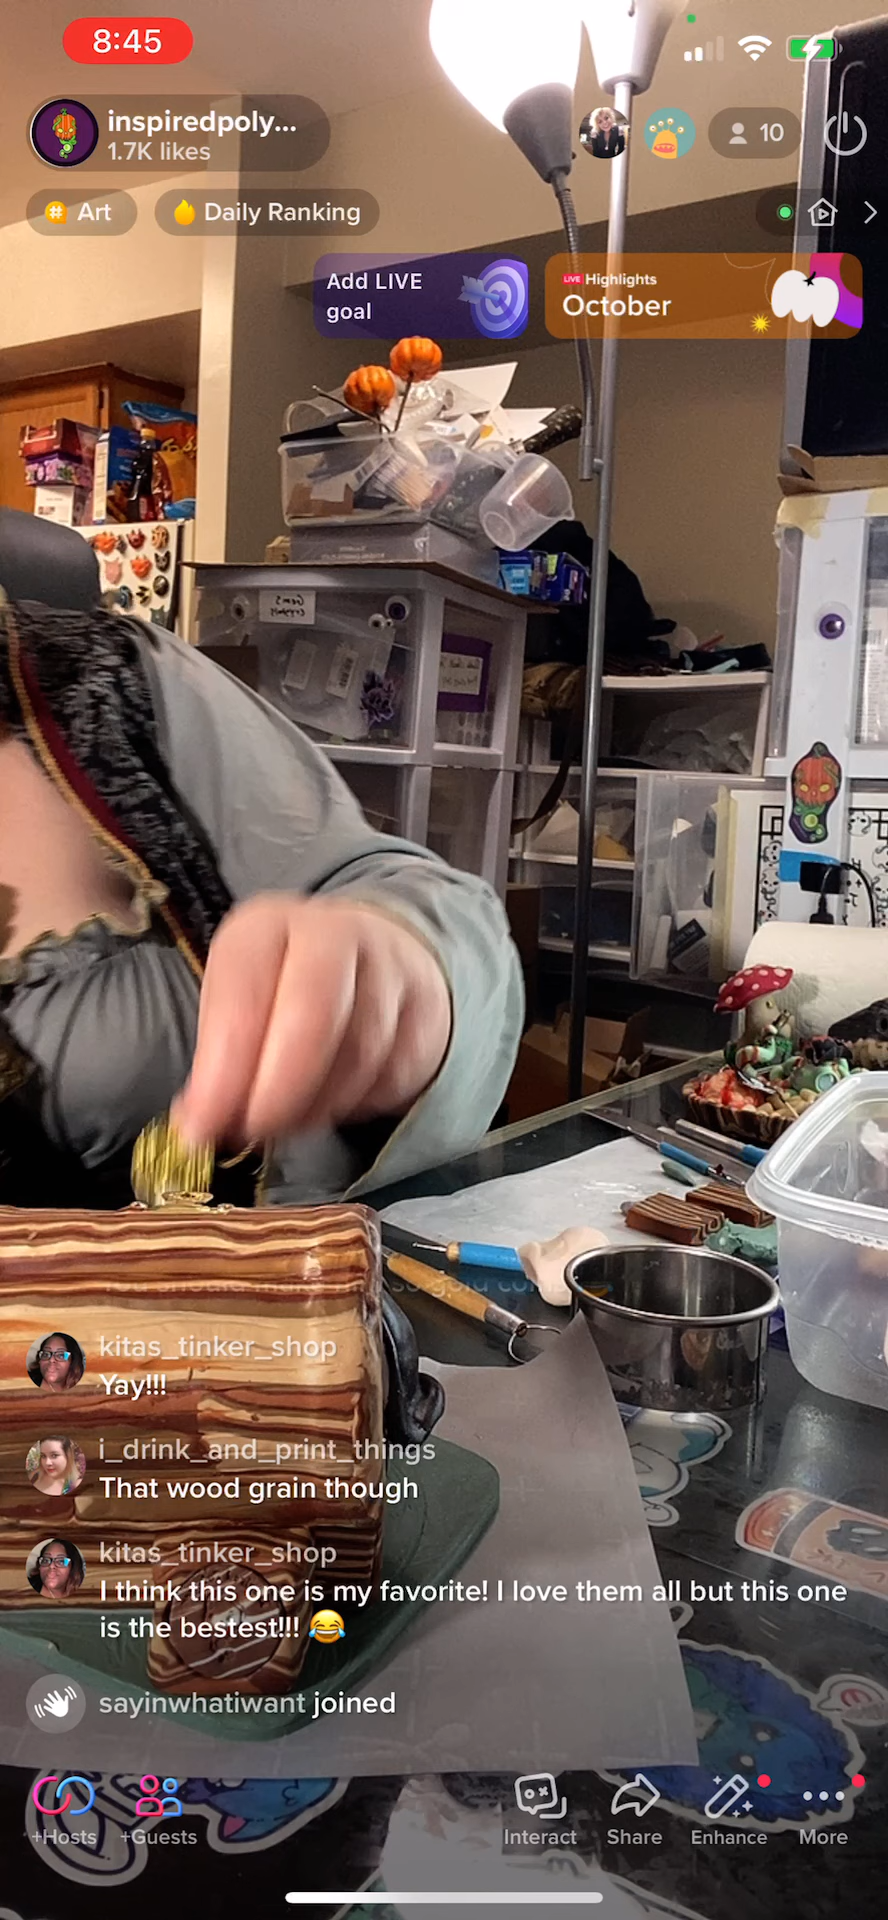 8:45
inspiredpoly...
1.7K likes
10
Art
Daily Ranking
Add LIVE
goal
LIVE Highlights
October
kitas_tinker_shop
Yay!!!
i_drink_and_print_things
That wood grain though
kitas_tinker_shop
I think this one is my favorite! I love them all but this one
is the bestest!!! 😂
sayinwhatiwant joined
+Hosts
+Guests
Interact
Share
Enhance
More